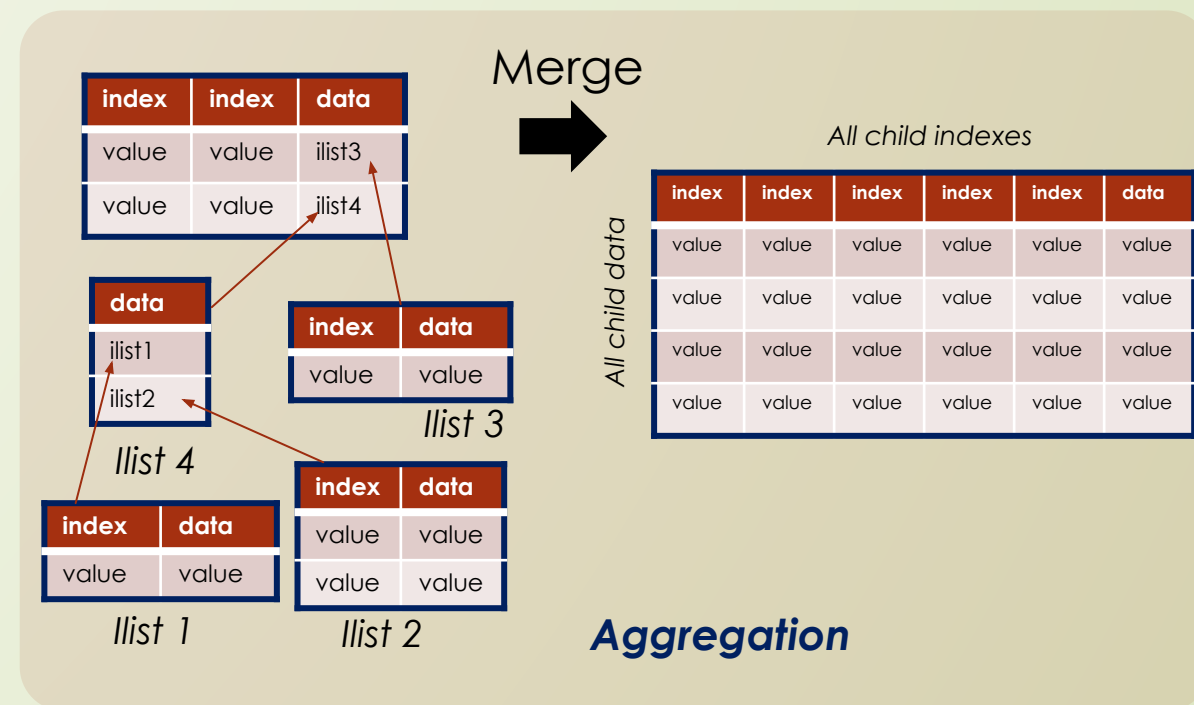 Merge
index index data
value value ilist3
value value ilist4
data
ilist1
ilist2
Ilist 4
index data
value value
Ilist 3
index data
value value
Ilist 1
index data
value value
value value
Ilist 2
All child indexes
All child data
index index index index index data
value value value value value value
value value value value value value
value value value value value value
value value value value value value
Aggregation